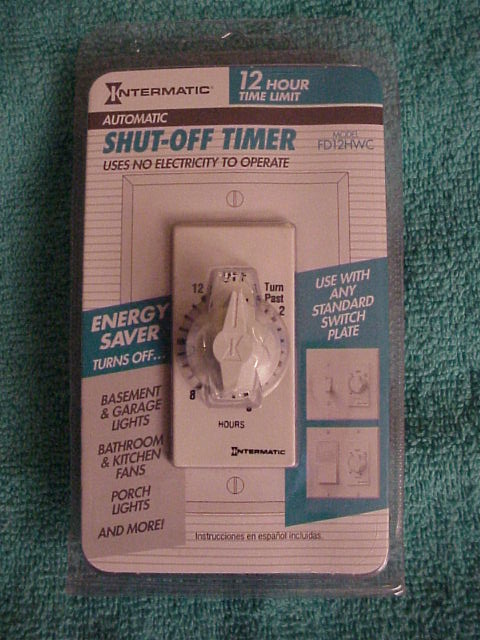 INTERMATIC®
12 HOUR
TIME LIMIT
AUTOMATIC
SHUT-OFF TIMER
MODEL
FD12HWC
USES NO ELECTRICITY TO OPERATE
OFF
12
Turn
Past
2
8
HOURS
INTERMATIC
USE WITH
ANY
STANDARD
SWITCH
PLATE
ENERGY
SAVER
TURNS OFF...
BASEMENT
& GARAGE
LIGHTS
BATHROOM
& KITCHEN
FANS
PORCH
LIGHTS
AND MORE!
Instrucciones en español incluidas.